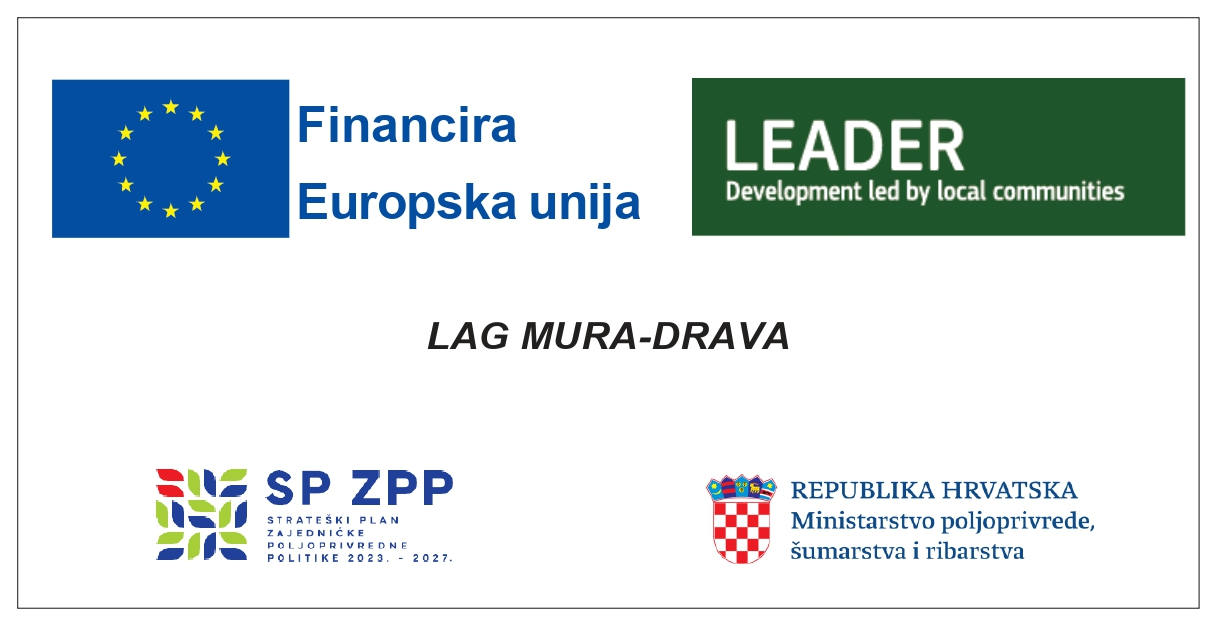 Financira
Europska unija
LEADER
Development led by local communities
LAG MURA-DRAVA
SP ZPP
STRATEŠKI PLAN
ZAJEDNIČKE
POLJOPRIVREDNE
POLITIKE 2023. - 2027.
REPUBLIKA HRVATSKA
Ministarstvo poljoprivrede,
šumarstva i ribarstva